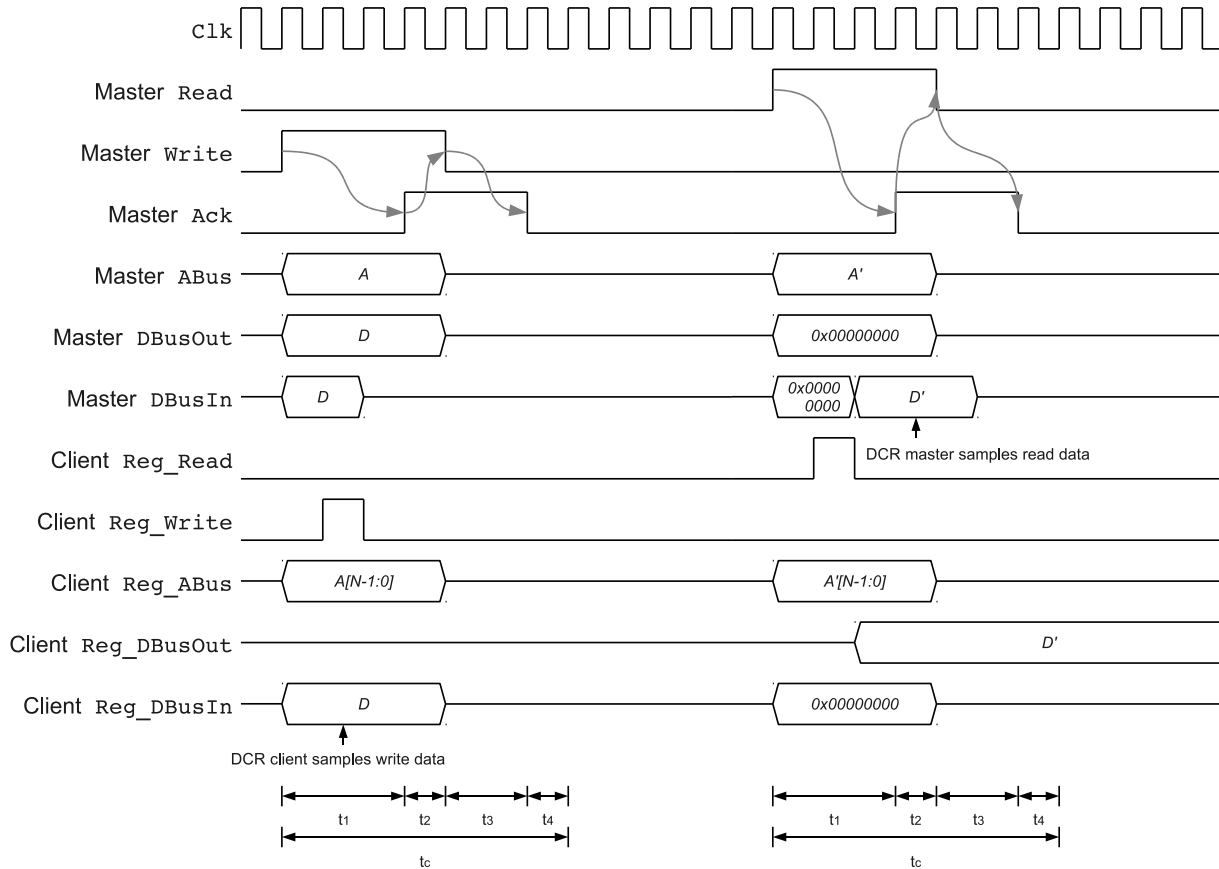 Clk
Master Read
Master Write
Master Ack
Master ABus A A'
Master DBusOut D 0x00000000
Master DBusIn D 0x0000 0000 D'
Client Reg_Read DCR master samples read data
Client Reg_Write
Client Reg_ABus A[N-1:0] A'[N-1:0]
Client Reg_DBusOut D'
Client Reg_DBusIn D 0x00000000
DCR client samples write data
t1 t2 t3 t4 t1 t2 t3 t4
tc tc